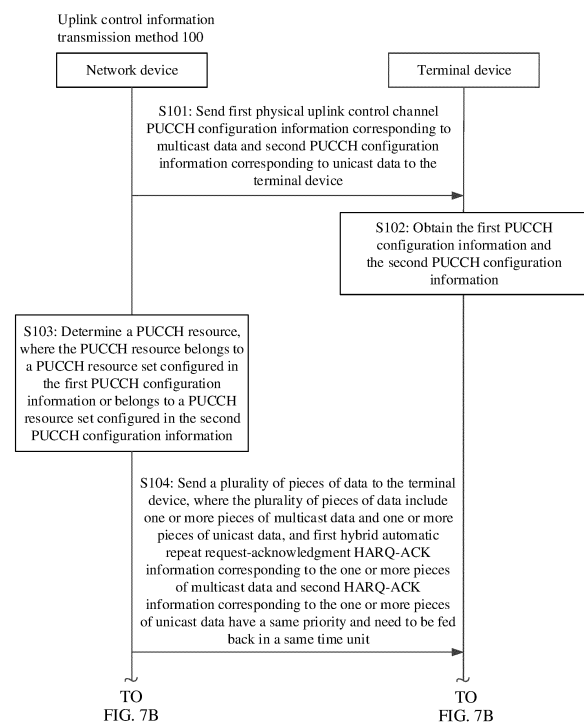 Uplink control information
transmission method 100
Network device
Terminal device
S101: Send first physical uplink control channel
PUCCH configuration information corresponding to
multicast data and second PUCCH configuration
information corresponding to unicast data to the
terminal device
S102: Obtain the first PUCCH
configuration information and
the second PUCCH configuration
information
S103: Determine a PUCCH resource,
where the PUCCH resource belongs to
a PUCCH resource set configured in
the first PUCCH configuration
information or belongs to a PUCCH
resource set configured in the second
PUCCH configuration information
S104: Send a plurality of pieces of data to the terminal
device, where the plurality of pieces of data include
one or more pieces of multicast data and one or more
pieces of unicast data, and first hybrid automatic
repeat request-acknowledgment HARQ-ACK
information corresponding to the one or more pieces
of multicast data and second HARQ-ACK
information corresponding to the one or more pieces
of unicast data have a same priority and need to be fed
back in a same time unit
TO
FIG. 7B
TO
FIG. 7B